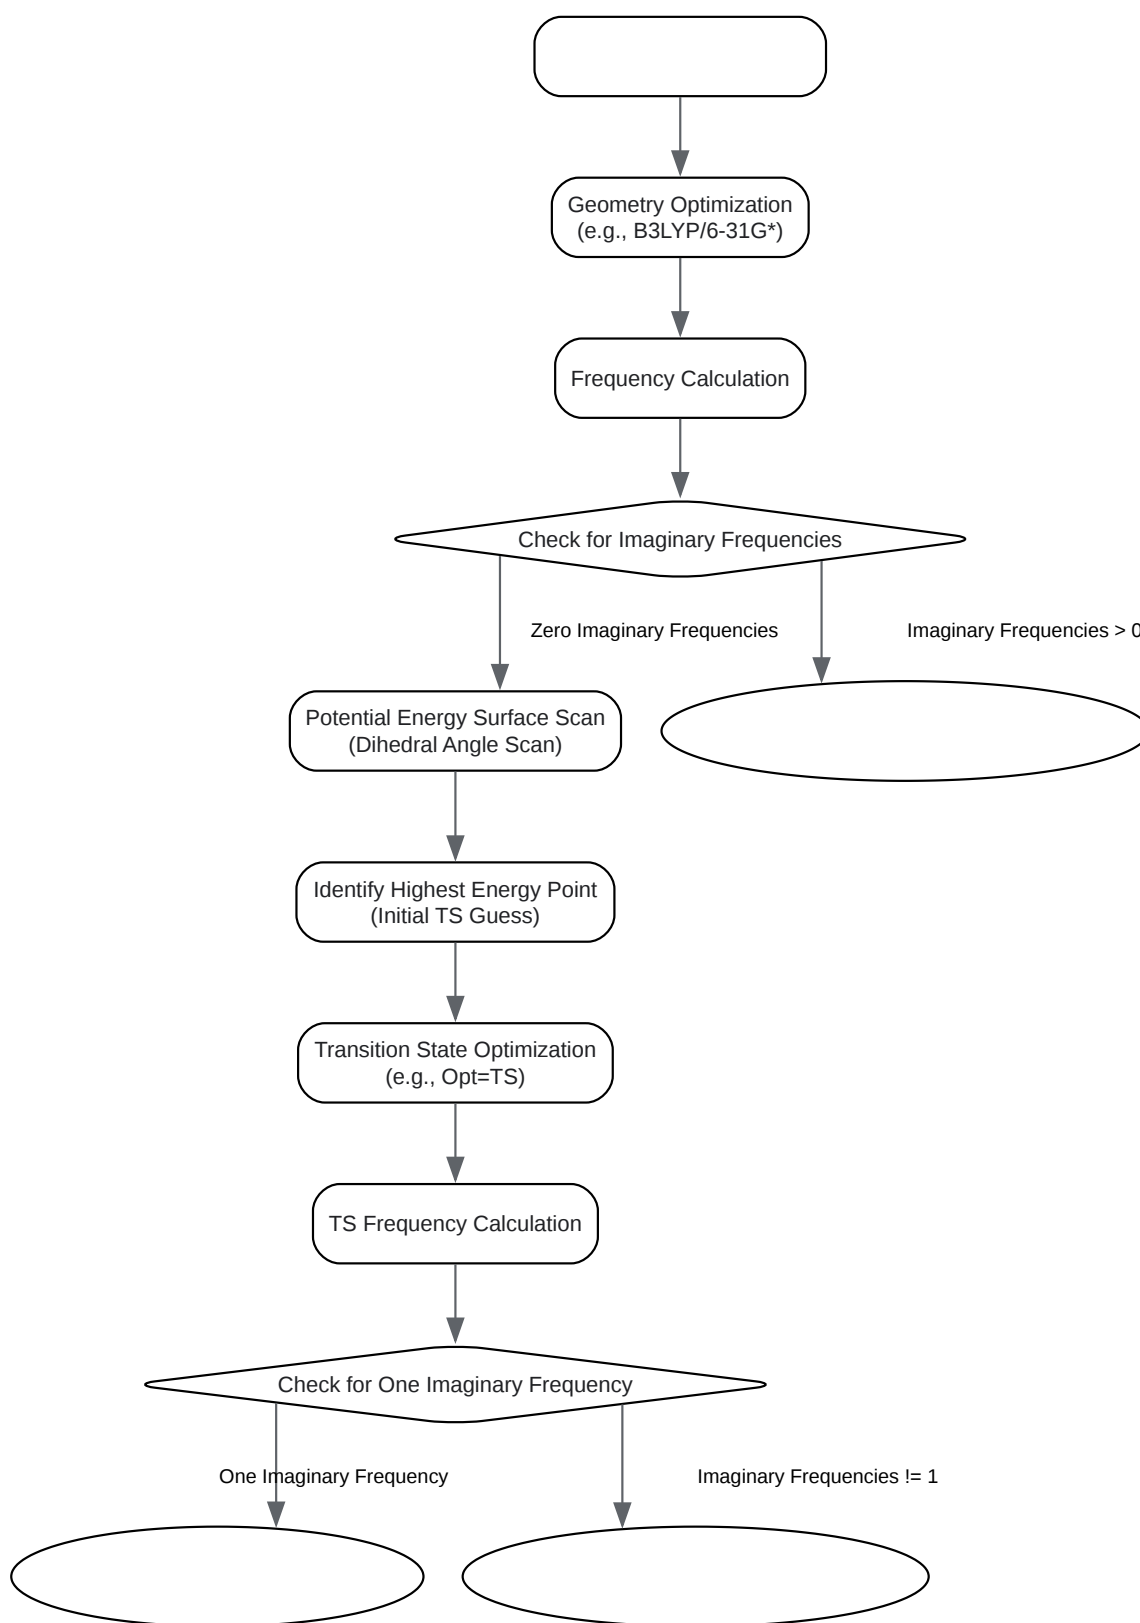 Geometry Optimization
(e.g., B3LYP/6-31G*)
Frequency Calculation
Check for Imaginary Frequencies
Zero Imaginary Frequencies
Imaginary Frequencies > 0
Potential Energy Surface Scan
(Dihedral Angle Scan)
Identify Highest Energy Point
(Initial TS Guess)
Transition State Optimization
(e.g., Opt=TS)
TS Frequency Calculation
Check for One Imaginary Frequency
One Imaginary Frequency
Imaginary Frequencies != 1